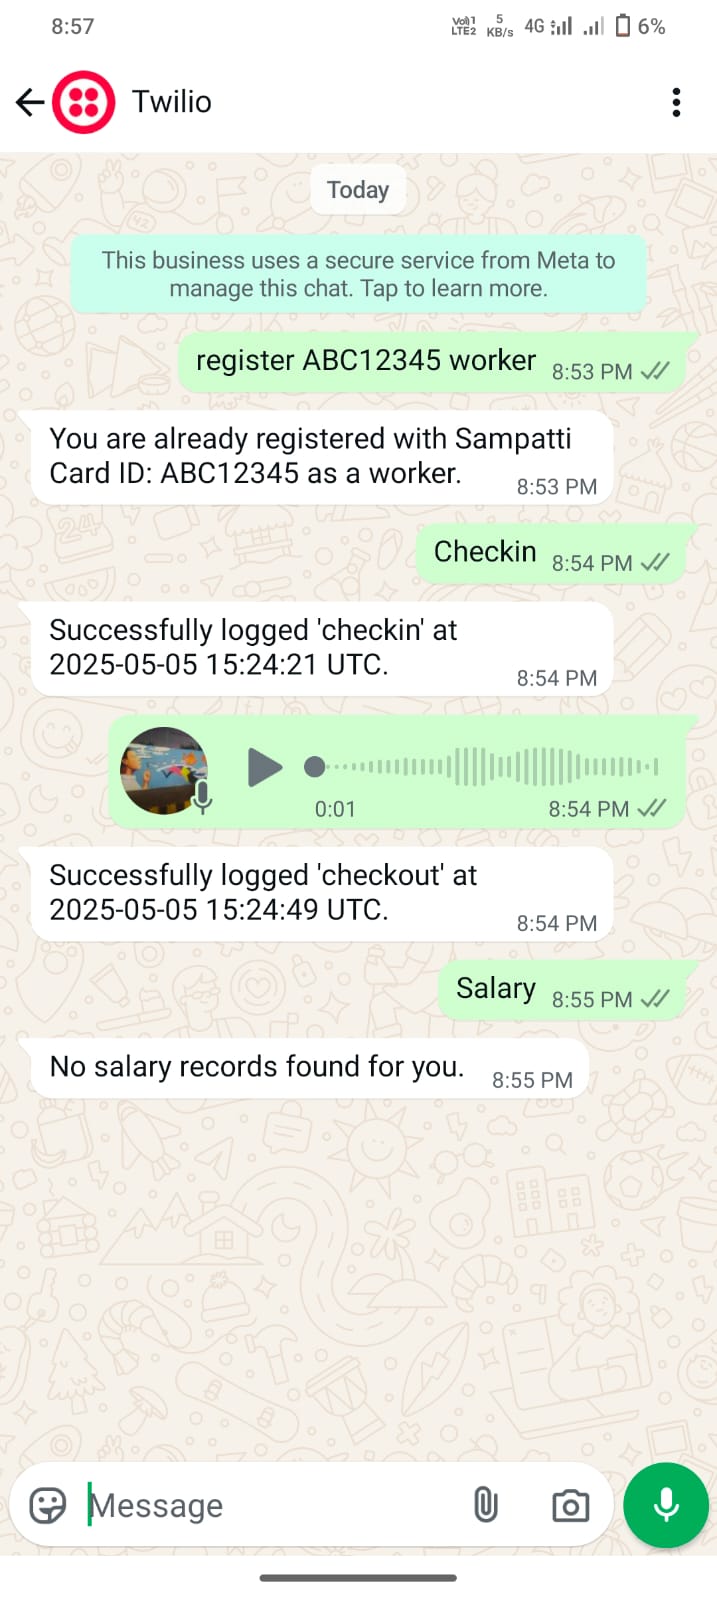 8:57
Vo)) 1
LTE2
5
KB/s
4G
6%
Twilio
Today
This business uses a secure service from Meta to
manage this chat. Tap to learn more.
register ABC12345 worker
8:53 PM
You are already registered with Sampatti
Card ID: ABC12345 as a worker.
8:53 PM
Checkin
8:54 PM
Successfully logged 'checkin' at
2025-05-05 15:24:21 UTC.
8:54 PM
0:01
8:54 PM
Successfully logged 'checkout' at
2025-05-05 15:24:49 UTC.
8:54 PM
Salary
8:55 PM
No salary records found for you.
8:55 PM
Message